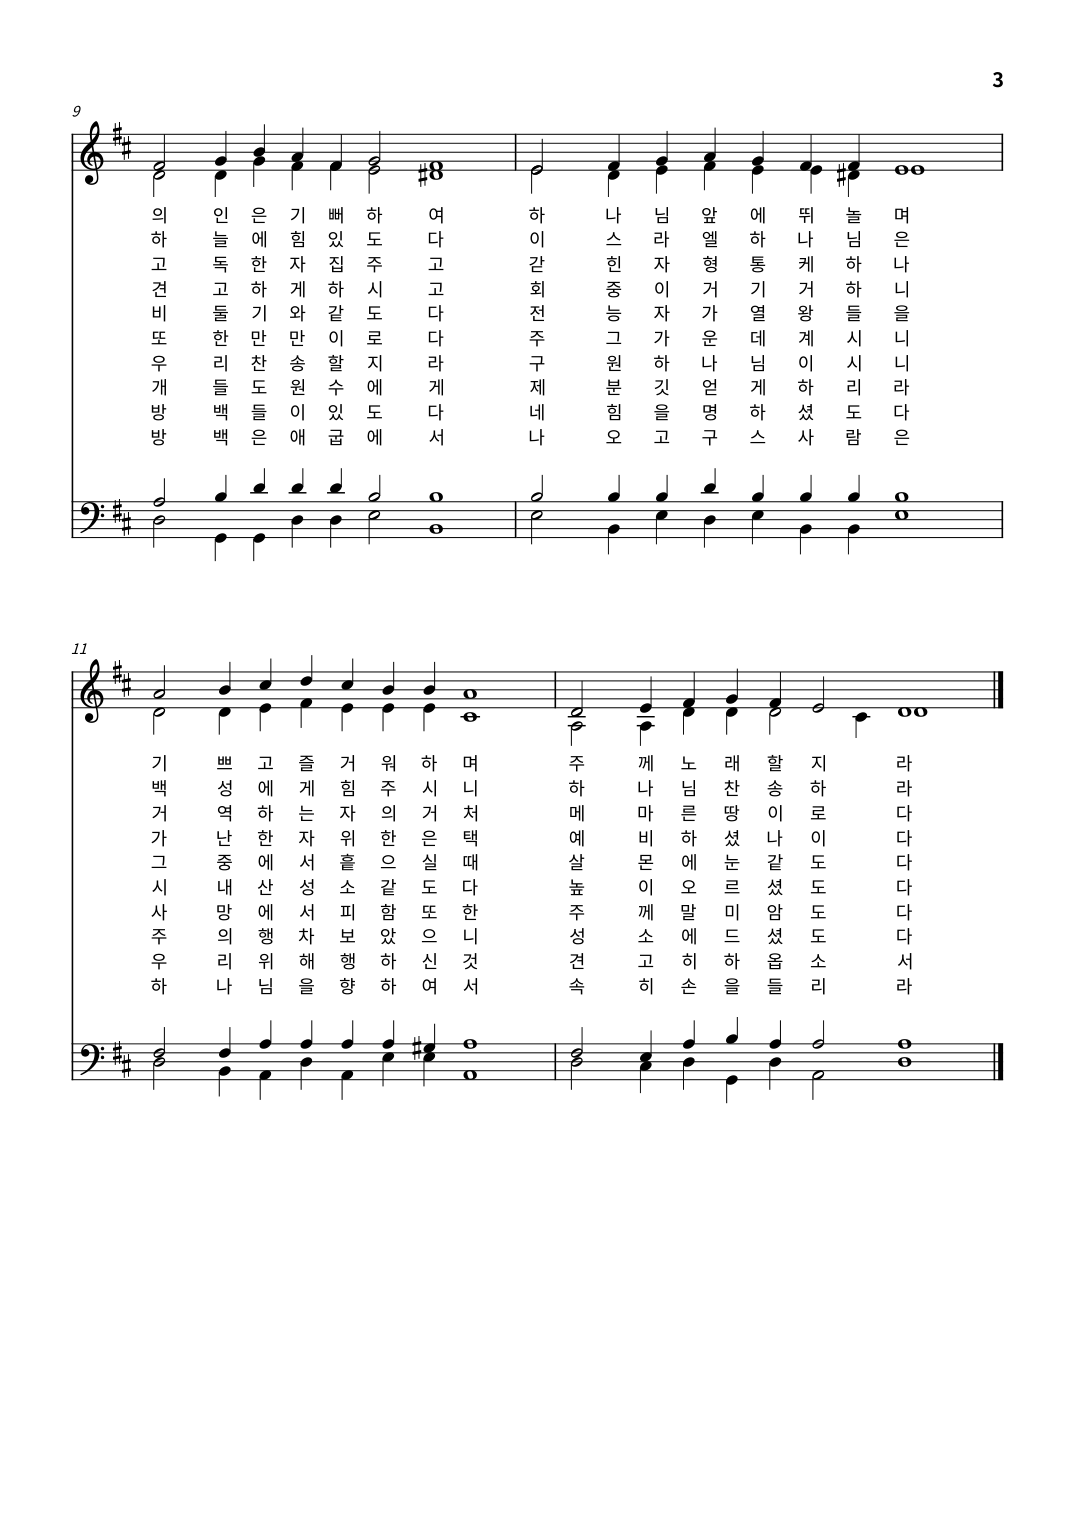 3
9
의 인 은 기 뻐 하 여 하 나 님 앞 에 뛰 놀 며
하 늘 에 힘 있 도 다 이 스 라 엘 하 나 님 은
고 독 한 자 집 주 고 갇 힌 자 형 통 케 하 나
견 고 하 게 하 시 고 회 중 이 거 기 거 하 니
비 둘 기 와 같 도 다 전 능 자 가 열 왕 들 을
또 한 만 만 이 로 다 주 그 가 운 데 계 시 니
우 리 찬 송 할 지 라 구 원 하 나 님 이 시 니
개 들 도 원 수 에 게 제 분 깃 얻 게 하 리 라
방 백 들 이 있 도 다 네 힘 을 명 하 셨 도 다
방 백 은 애 굽 에 서 나 오 고 구 스 사 람 은
11
기 쁘 고 즐 거 워 하 며 주 께 노 래 할 지 라
백 성 에 게 힘 주 시 니 하 나 님 찬 송 하 라
거 역 하 는 자 의 거 처 메 마 른 땅 이 로 다
가 난 한 자 위 한 은 택 예 비 하 셨 나 이 다
그 중 에 서 흩 으 실 때 살 몬 에 눈 같 도 다
시 내 산 성 소 같 도 다 높 이 오 르 셨 도 다
사 망 에 서 피 함 또 한 주 께 말 미 암 도 다
주 의 행 차 보 았 으 니 성 소 에 드 셨 도 다
우 리 위 해 행 하 신 것 견 고 히 하 옵 소 서
하 나 님 을 향 하 여 서 속 히 손 을 들 리 라